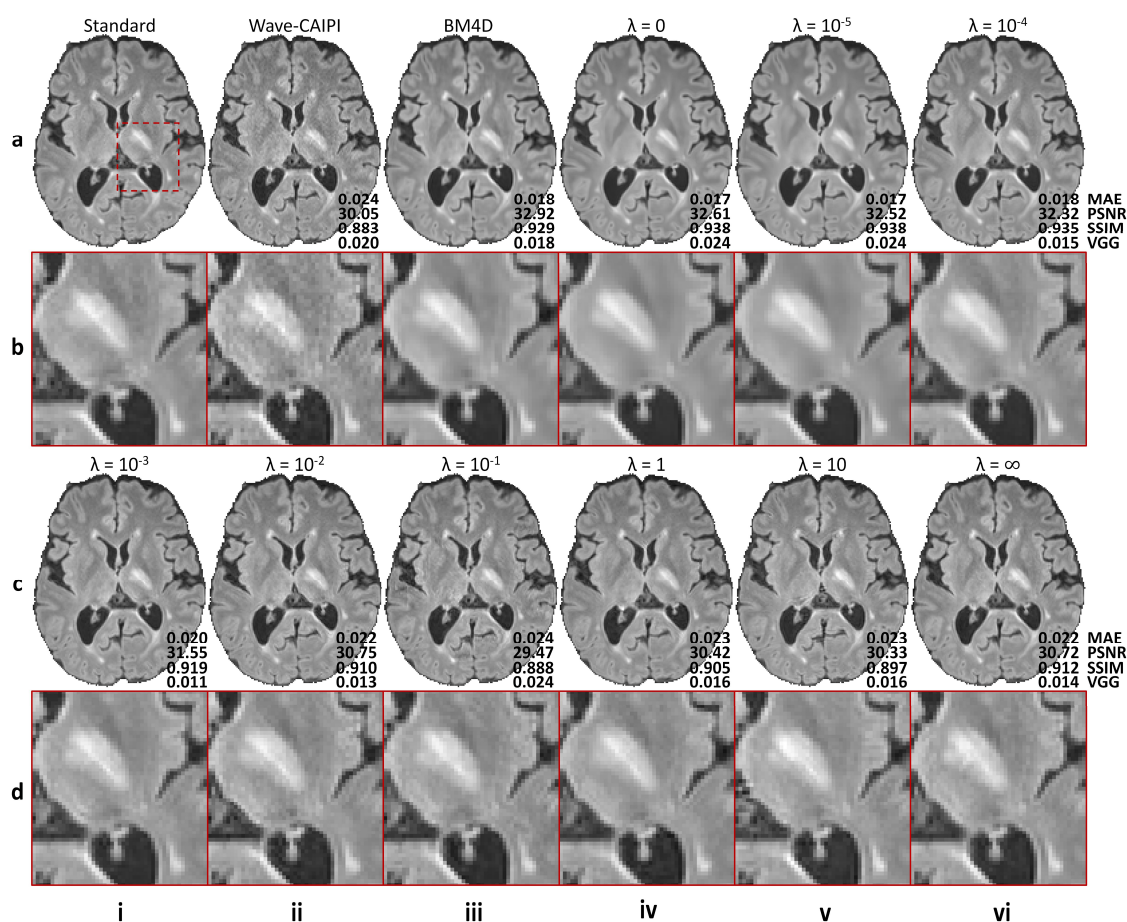 Standard Wave-CAIPI BM4D λ = 0 λ = 10-5 λ = 10-4
a
0.024 0.018 0.017 0.017 0.018 MAE
30.05 32.92 32.61 32.52 32.32 PSNR
0.883 0.929 0.938 0.938 0.935 SSIM
0.020 0.018 0.024 0.024 0.015 VGG
b
λ = 10-3 λ = 10-2 λ = 10-1 λ = 1 λ = 10 λ = ∞
c
0.020 0.022 0.024 0.023 0.023 0.022 MAE
31.55 30.75 29.47 30.42 30.33 30.72 PSNR
0.919 0.910 0.888 0.905 0.897 0.912 SSIM
0.011 0.013 0.024 0.016 0.016 0.014 VGG
d
i ii iii iv v vi